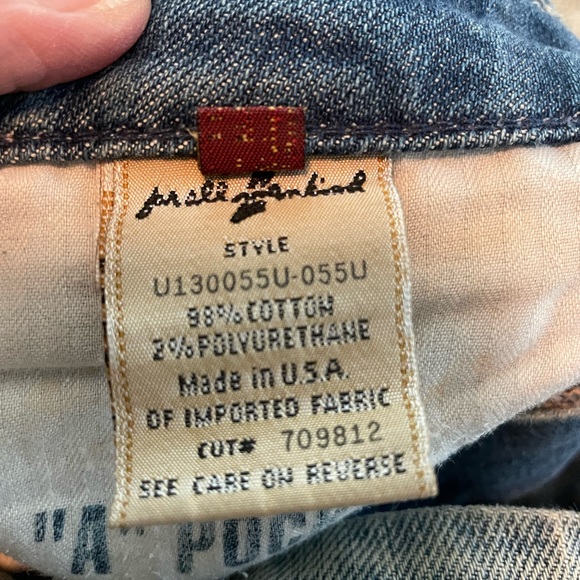 for all mankind
STYLE
U130055U-055U
98% COTTON
2% POLYURETHANE
Made in U.S.A.
OF IMPORTED FABRIC
CUT# 709812
SEE CARE ON REVERSE
"A"